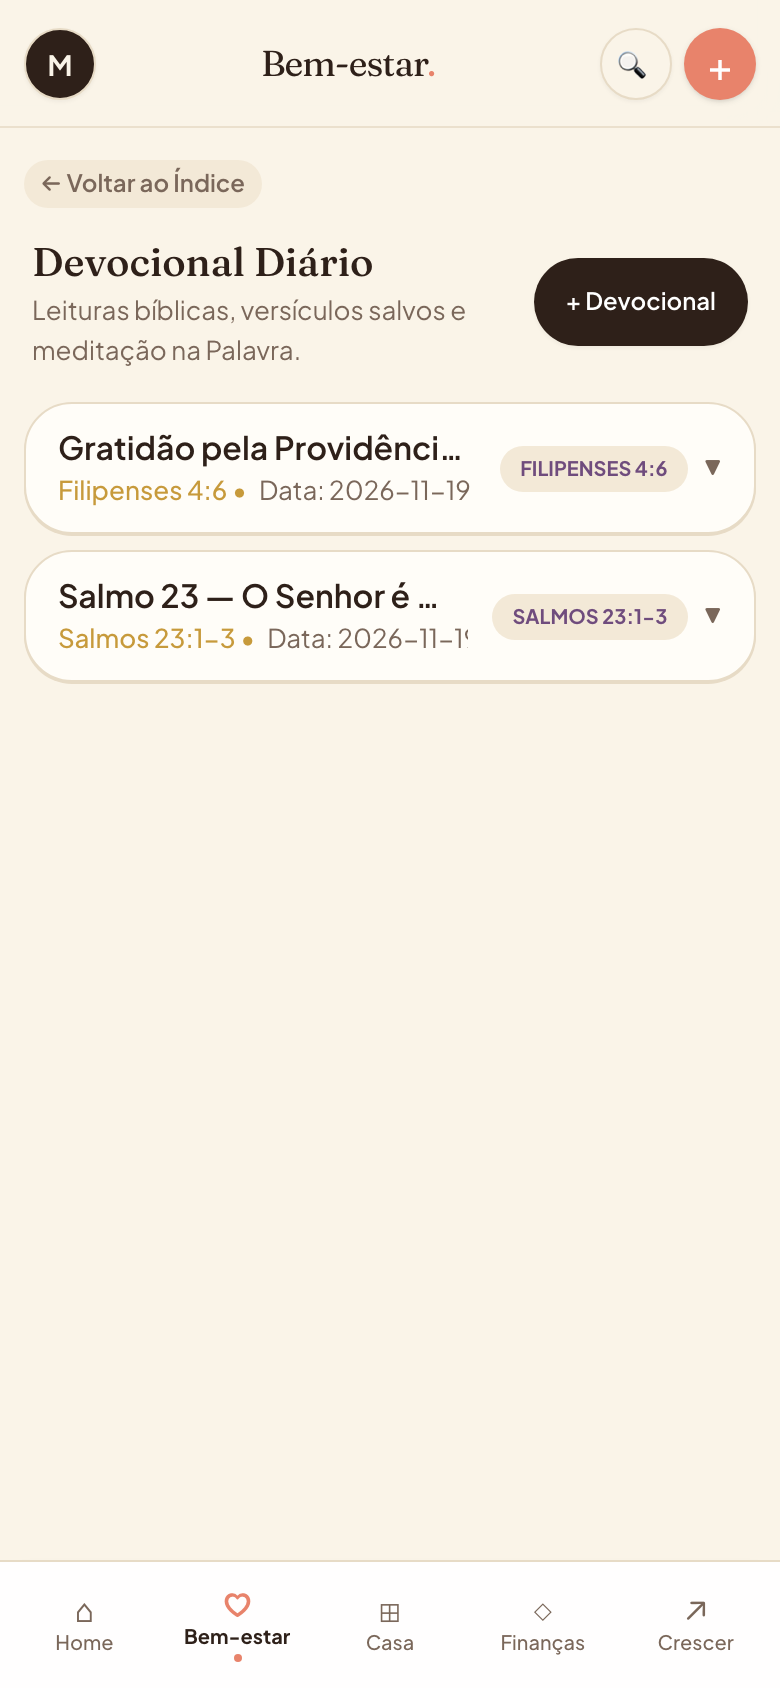 M
Bem-estar.
+
← Voltar ao Índice
Devocional Diário
Leituras bíblicas, versículos salvos e
meditação na Palavra.
+ Devocional
Gratidão pela Providênci...
Filipenses 4:6 • Data: 2026-11-19
FILIPENSES 4:6 ▼
Salmo 23 — O Senhor é ...
Salmos 23:1-3 • Data: 2026-11-19
SALMOS 23:1-3 ▼
Home
Bem-estar
Casa
Finanças
Crescer